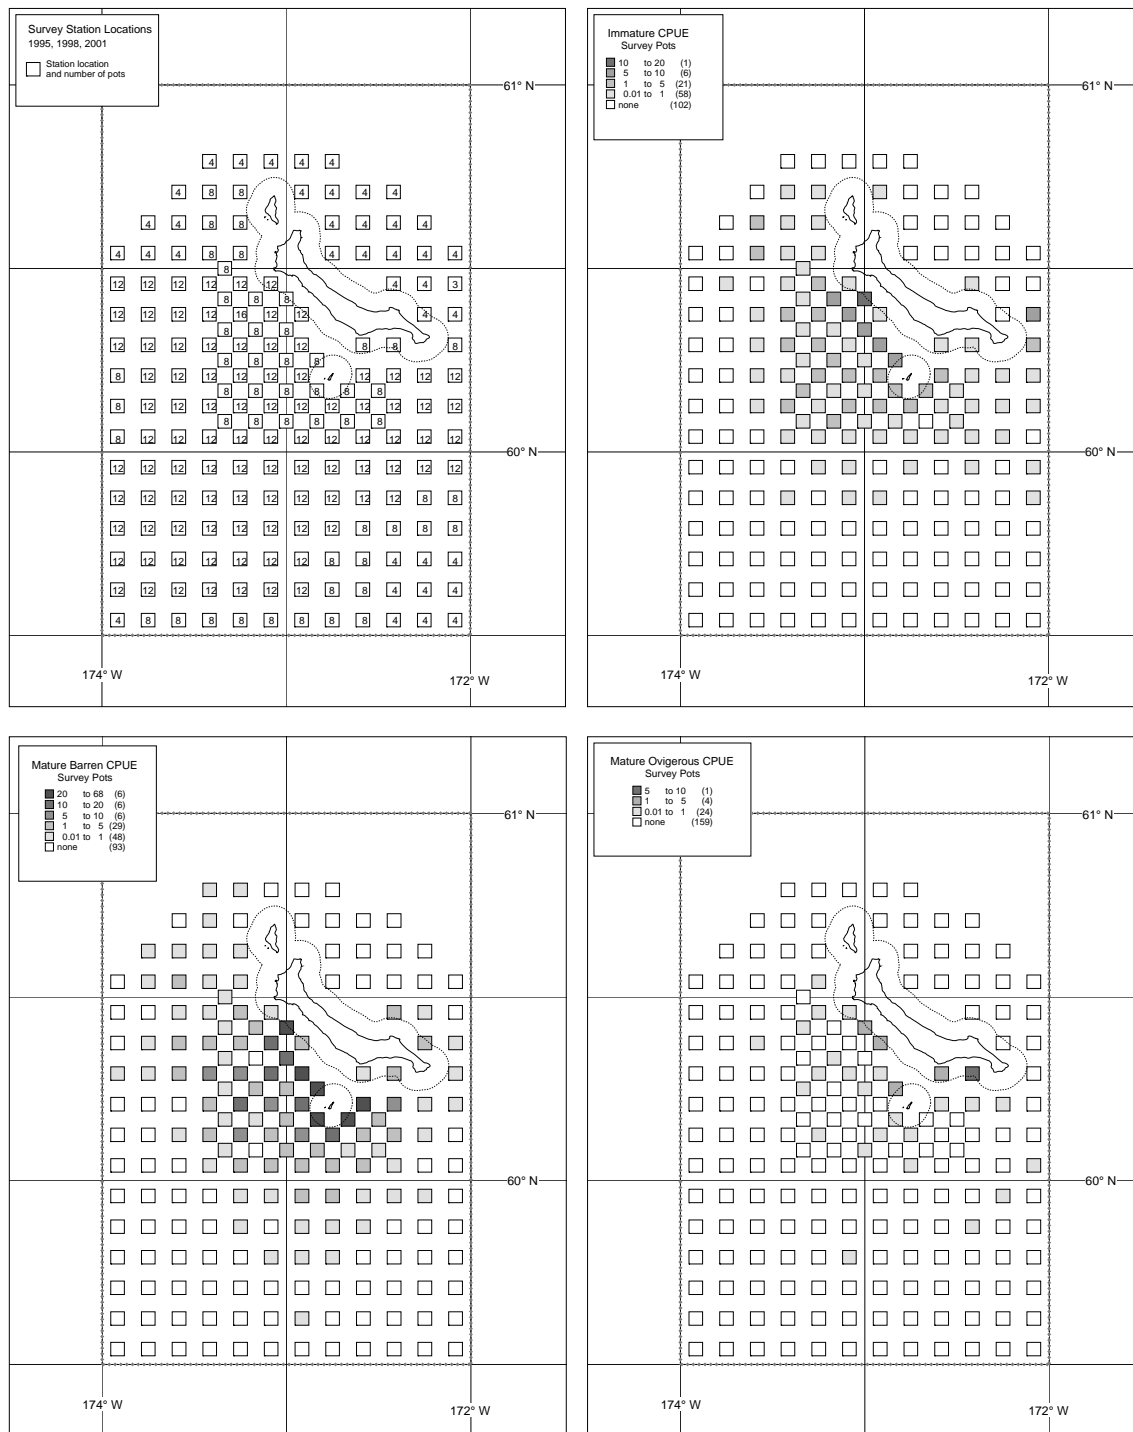 Survey Station Locations
1995, 1998, 2001
Station location
and number of pots
61° N
4 4 4 4 4
4 8 8 4 4 4 4
4 4 8 8 4 4 4 4
4 4 4 8 8 4 4 4 4 4
8
12 12 12 12 12 12 4 4 3
8 8 8
12 12 12 12 16 12 12 4 4
8 8 8
12 12 12 12 12 12 12 8 8 8
8 8 8 8
8 12 12 12 12 12 12 12 12 12 12
8 8 8 8 8 8
8 12 12 12 12 12 12 12 12 12 12 12
8 8 8 8 8 8
8 12 12 12 12 12 12 12 12 12 12 12
60° N
12 12 12 12 12 12 12 12 12 12 12 12
12 12 12 12 12 12 12 12 12 12 8 8
12 12 12 12 12 12 12 12 8 8 8 8
12 12 12 12 12 12 12 8 8 4 4 4
12 12 12 12 12 12 12 8 8 4 4 4
4 8 8 8 8 8 8 8 8 4 4 4
174° W
172° W
Immature CPUE
Survey Pots
10 to 20 (1)
5 to 10 (6)
1 to 5 (21)
0.01 to 1 (58)
none (102)
61° N
60° N
174° W
172° W
Mature Barren CPUE
Survey Pots
20 to 68 (6)
10 to 20 (6)
5 to 10 (6)
1 to 5 (29)
0.01 to 1 (48)
none (93)
61° N
60° N
174° W
172° W
Mature Ovigerous CPUE
Survey Pots
5 to 10 (1)
1 to 5 (4)
0.01 to 1 (24)
none (159)
61° N
60° N
174° W
172° W